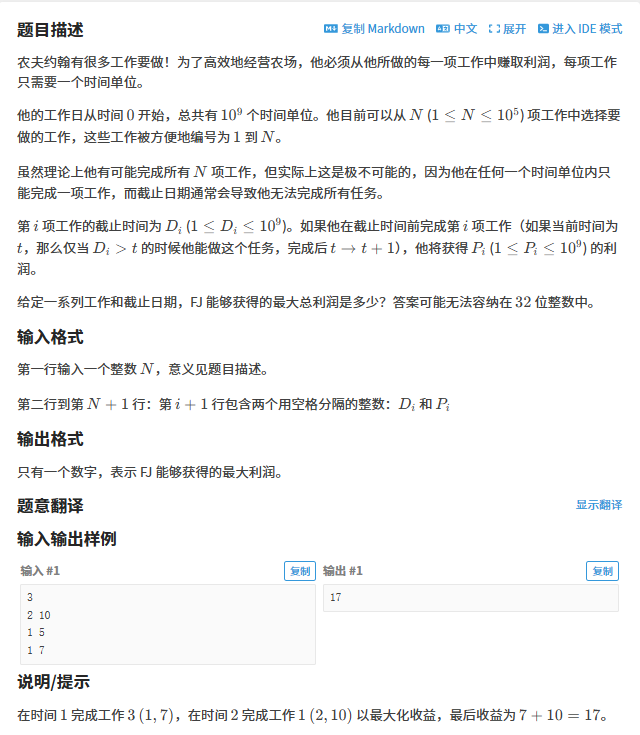 题目描述 复制 Markdown 中文 展开 进入 IDE 模式
农夫约翰有很多工作要做！为了高效地经营农场，他必须从他所做的每一项工作中赚取利润，每项工作
只需要一个时间单位。
他的工作日从时间 0 开始，总共有 10⁹ 个时间单位。他目前可以从 N (1 ≤ N ≤ 10⁵) 项工作中选择要
做的工作，这些工作被方便地编号为 1 到 N。
虽然理论上他有可能完成所有 N 项工作，但实际上这是极不可能的，因为他在任何一个时间单位内只
能完成一项工作，而截止日期通常会导致他无法完成所有任务。
第 i 项工作的截止时间为 Dᵢ (1 ≤ Dᵢ ≤ 10⁹)。如果他在截止时间前完成第 i 项工作（如果当前时间为
t，那么仅当 Dᵢ > t 的时候他能做这个任务，完成后 t → t + 1），他将获得 Pᵢ (1 ≤ Pᵢ ≤ 10⁹) 的利
润。
给定一系列工作和截止日期，FJ 能够获得的最大总利润是多少？答案可能无法容纳在 32 位整数中。
输入格式
第一行输入一个整数 N，意义见题目描述。
第二行到第 N + 1 行：第 i + 1 行包含两个用空格分隔的整数：Dᵢ 和 Pᵢ
输出格式
只有一个数字，表示 FJ 能够获得的最大利润。
题意翻译 显示翻译
输入输出样例
输入 #1 复制 输出 #1 复制
3 17
2 10
1 5
1 7
说明/提示
在时间 1 完成工作 3 (1, 7)，在时间 2 完成工作 1 (2, 10) 以最大化收益，最后收益为 7 + 10 = 17。